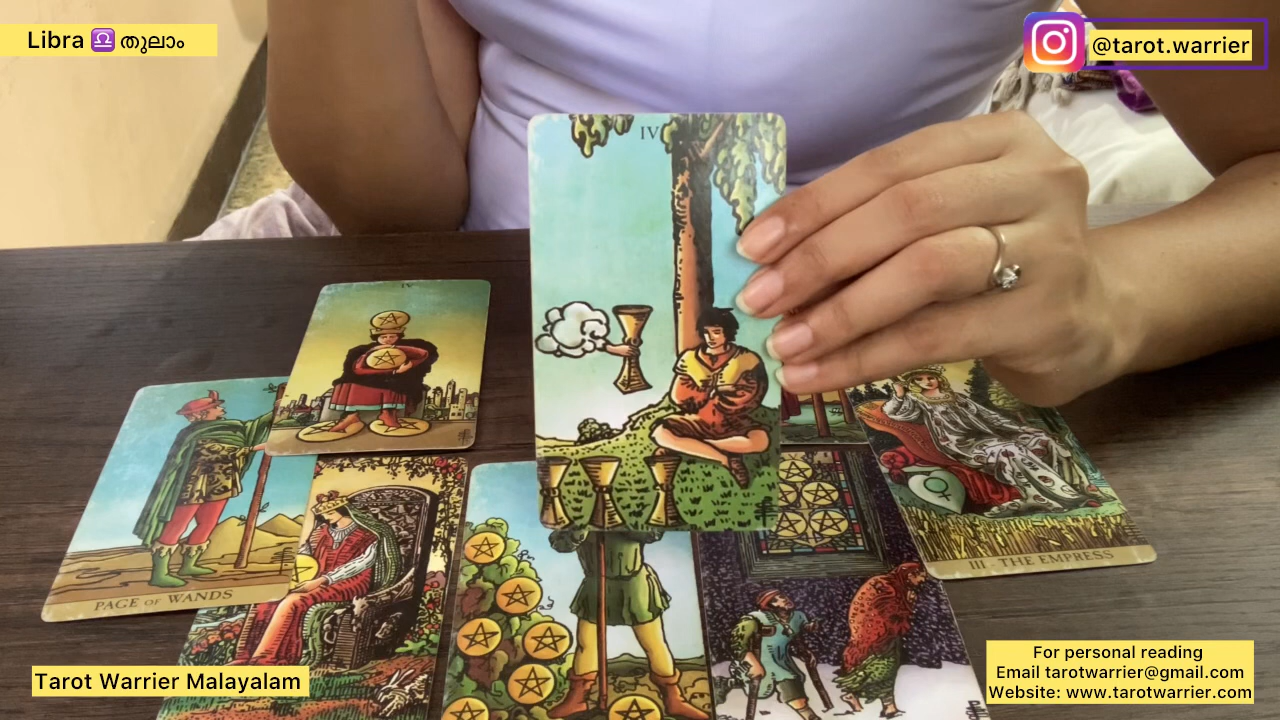 Libra ♎ തുലാം
@tarot.warrier
IV
IV
PAGE OF WANDS
III - THE EMPRESS
Tarot Warrier Malayalam
For personal reading
Email tarotwarrier@gmail.com
Website: www.tarotwarrier.com